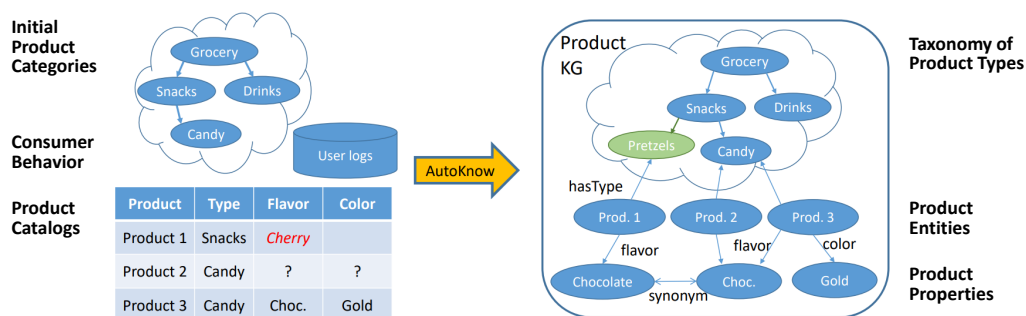 Initial
Product
Categories
Grocery
Snacks
Drinks
Candy
Consumer
Behavior
User logs
Product
Catalogs
Product Type Flavor Color
Product 1 Snacks Cherry
Product 2 Candy ? ?
Product 3 Candy Choc. Gold
AutoKnow
Product
KG
Grocery
Snacks
Drinks
Pretzels
Candy
hasType
Prod. 1
Prod. 2
Prod. 3
flavor
flavor
color
Chocolate
synonym
Choc.
Gold
Taxonomy of
Product Types
Product
Entities
Product
Properties